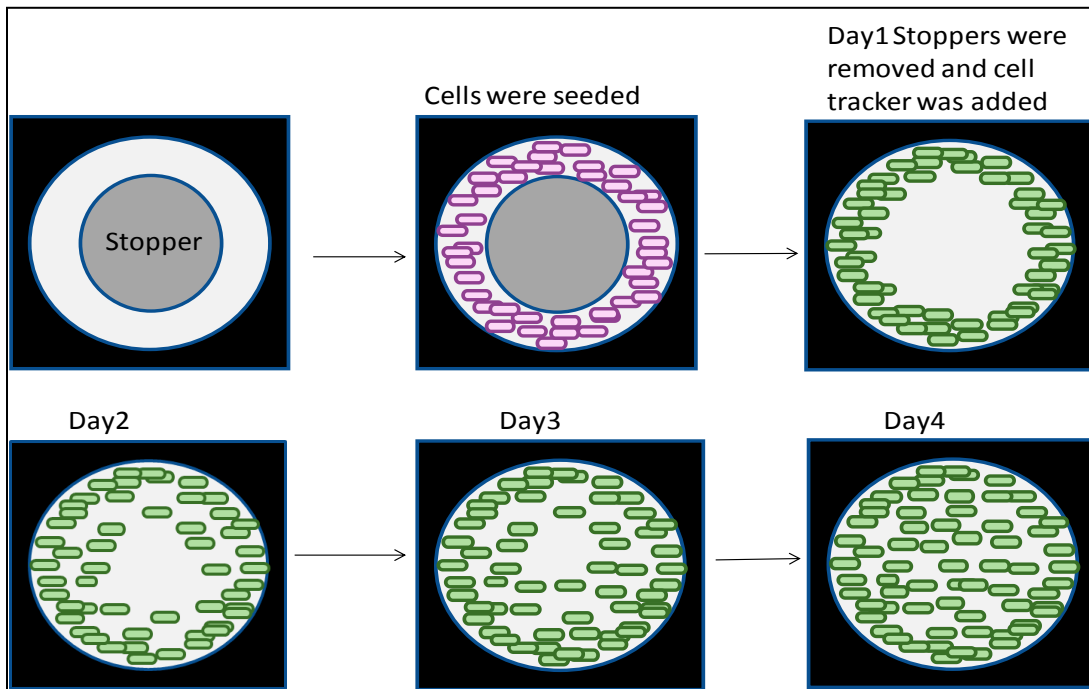 Stopper
Cells were seeded
Day1 Stoppers were
removed and cell
tracker was added
Day2
Day3
Day4